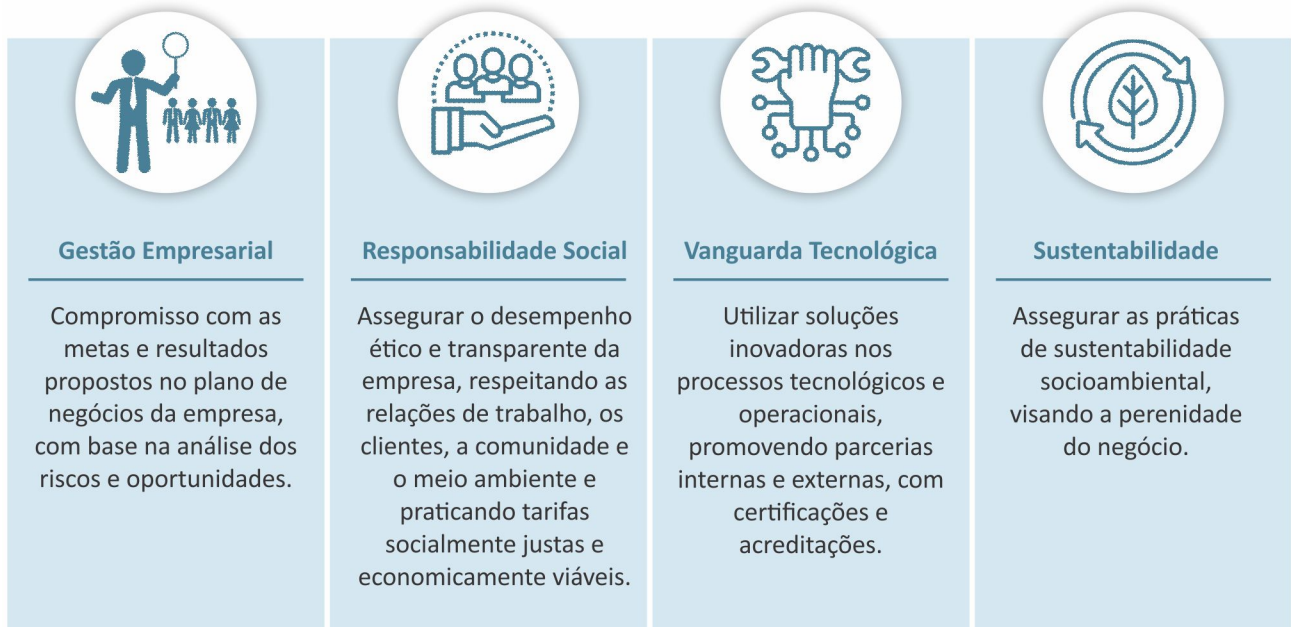 Gestão Empresarial
Compromisso com as
metas e resultados
propostos no plano de
negócios da empresa,
com base na análise dos
riscos e oportunidades.
Responsabilidade Social
Assegurar o desempenho
ético e transparente da
empresa, respeitando as
relações de trabalho, os
clientes, a comunidade e
o meio ambiente e
praticando tarifas
socialmente justas e
economicamente viáveis.
Vanguarda Tecnológica
Utilizar soluções
inovadoras nos
processos tecnológicos e
operacionais,
promovendo parcerias
internas e externas, com
certificações e
acreditações.
Sustentabilidade
Assegurar as práticas
de sustentabilidade
socioambiental,
visando a perenidade
do negócio.